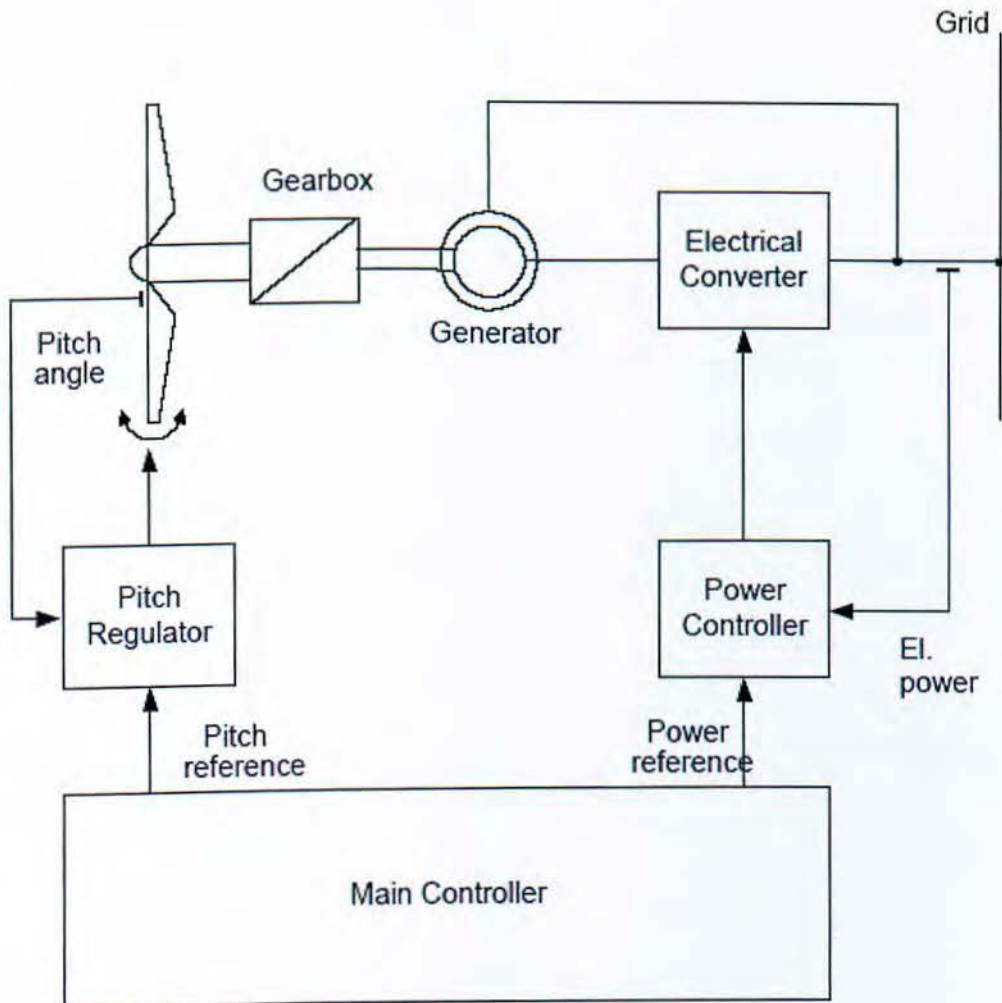 Grid
Gearbox
Electrical
Converter
Generator
Pitch
angle
Pitch
Regulator
Power
Controller
El.
power
Pitch
reference
Power
reference
Main Controller